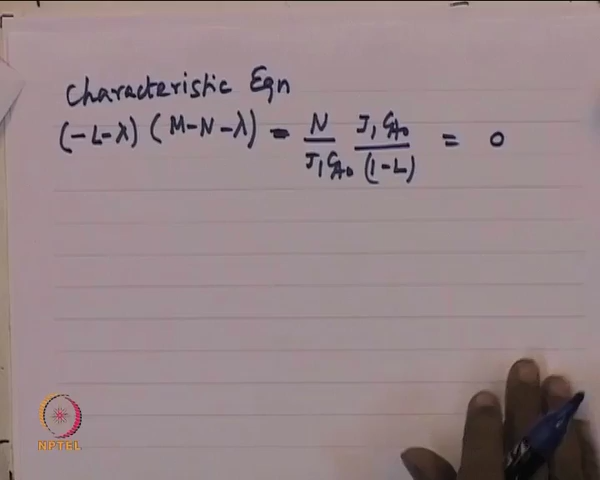 Characteristic Eqn
(-L-λ) (M-N-λ) - N/(J₁C_A₀) J₁C_A₀/(1-L) = 0
NPTEL